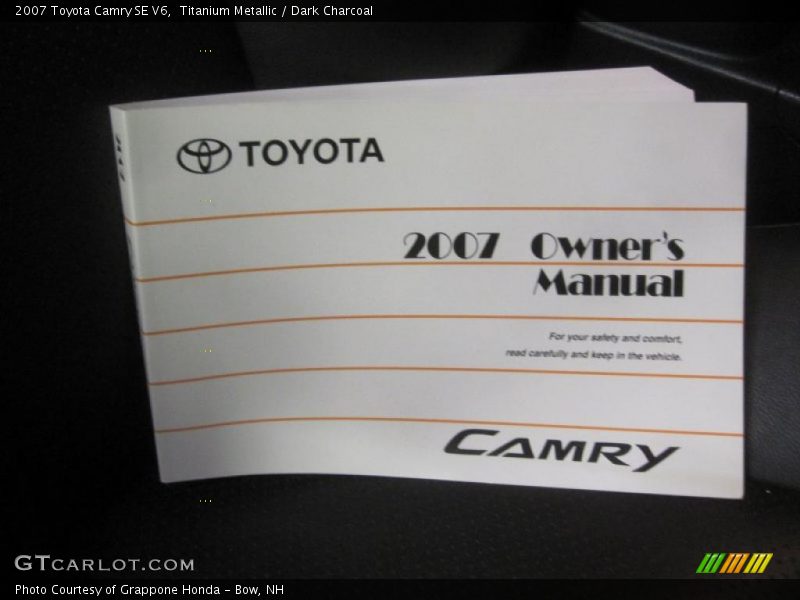 2007 Toyota Camry SE V6,  Titanium Metallic / Dark Charcoal
TOYOTA
2007 Owner's
Manual
For your safety and comfort,
read carefully and keep in the vehicle.
CAMRY
GTCARLOT.COM
Photo Courtesy of Grappone Honda - Bow, NH